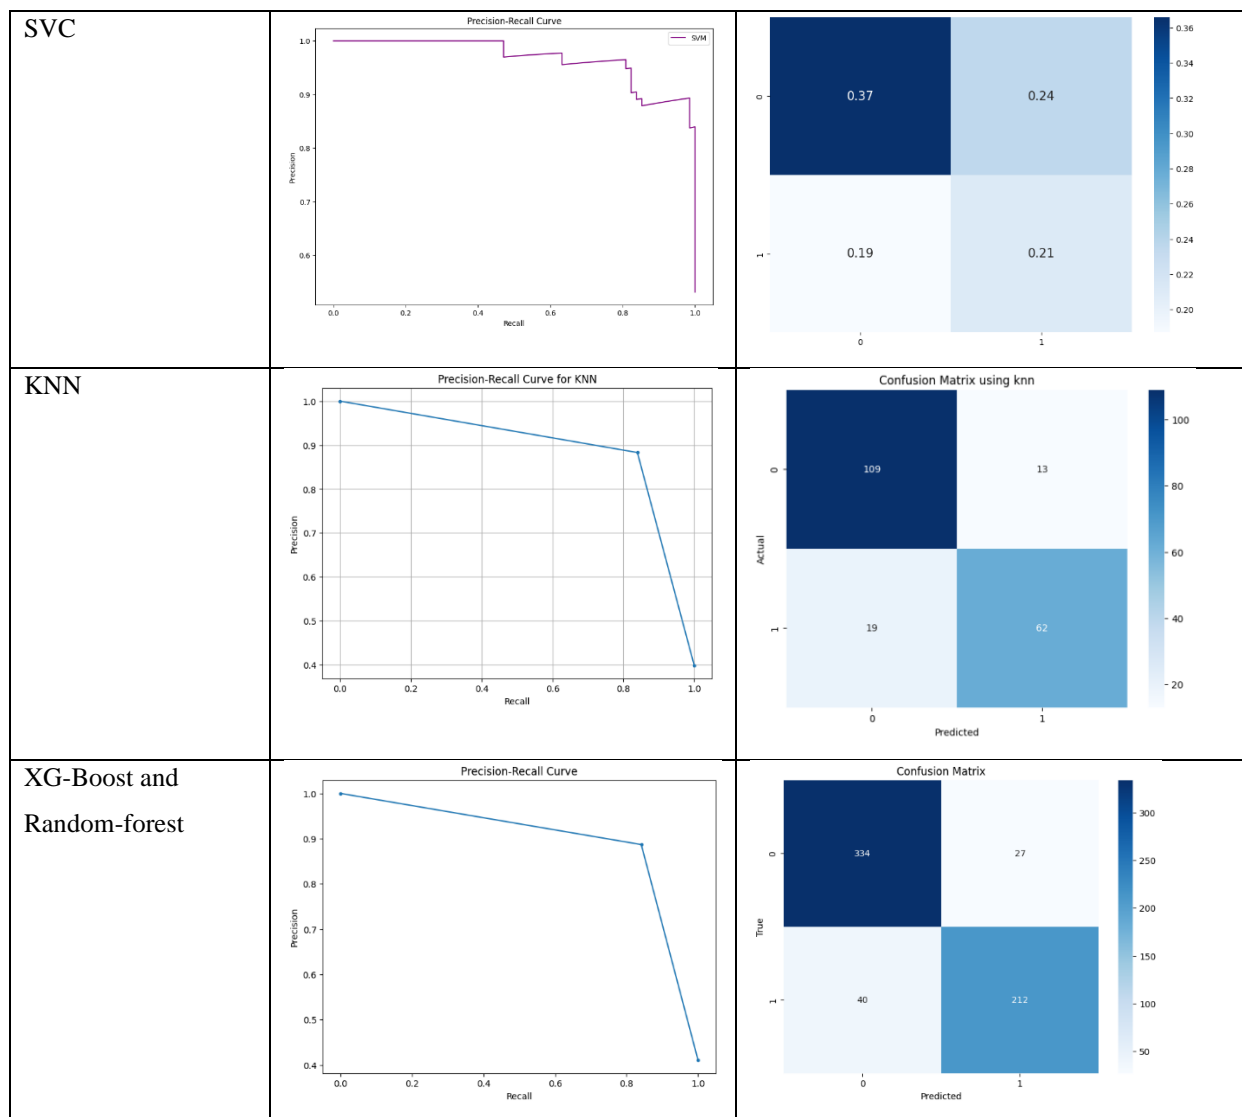 SVC
Precision-Recall Curve
SVM
1.0
0.9
0.8
0.7
0.6
Precision
0.0 0.2 0.4 0.6 0.8 1.0
Recall
0.37 0.24
0.19 0.21
0
1
0 1
0.36
0.34
0.32
0.30
0.28
0.26
0.24
0.22
0.20
KNN
Precision-Recall Curve for KNN
1.0
0.9
0.8
0.7
0.6
0.5
0.4
Precision
0.0 0.2 0.4 0.6 0.8 1.0
Recall
Confusion Matrix using knn
109 13
19 62
0
1
Actual
0 1
Predicted
100
80
60
40
20
XG-Boost and
Random-forest
Precision-Recall Curve
1.0
0.9
0.8
0.7
0.6
0.5
0.4
Precision
0.0 0.2 0.4 0.6 0.8 1.0
Recall
Confusion Matrix
334 27
40 212
0
1
True
0 1
Predicted
300
250
200
150
100
50